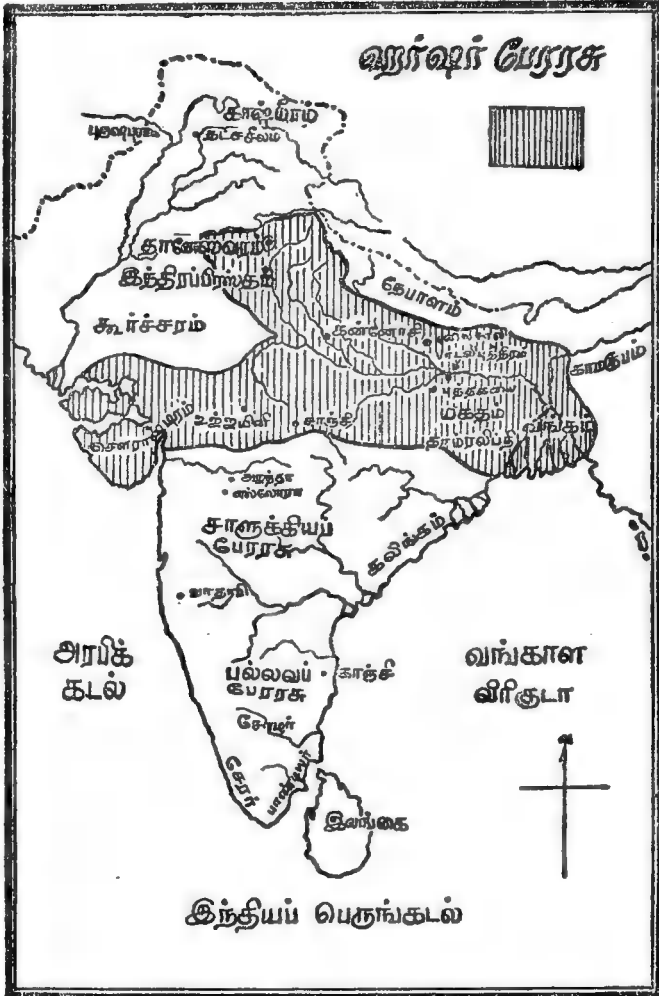 ஹர்ஷர் பேரரசு
காஷ்மீரம்
தட்சசீலம்
தானேஸ்வரம்
இந்திரப்பிரஸ்தம்
நேபாளம்
கூர்ச்சரம்
கன்னோசி
காமரூபம்
மகதம்
வங்கம்
உஜ்ஜயினி
சாஞ்சி
தாமரலிபதி
அஜந்தா
எல்லோரா
சாளுக்கியப்
பேரரசு
கலிங்கம்
வாதாபி
அரபிக்
கடல்
வங்காள
விரிகுடா
பல்லவப்
பேரரசு
காஞ்சி
சோழர்
சேரர்
பாண்டியர்
இலங்கை
இந்தியப் பெருங்கடல்